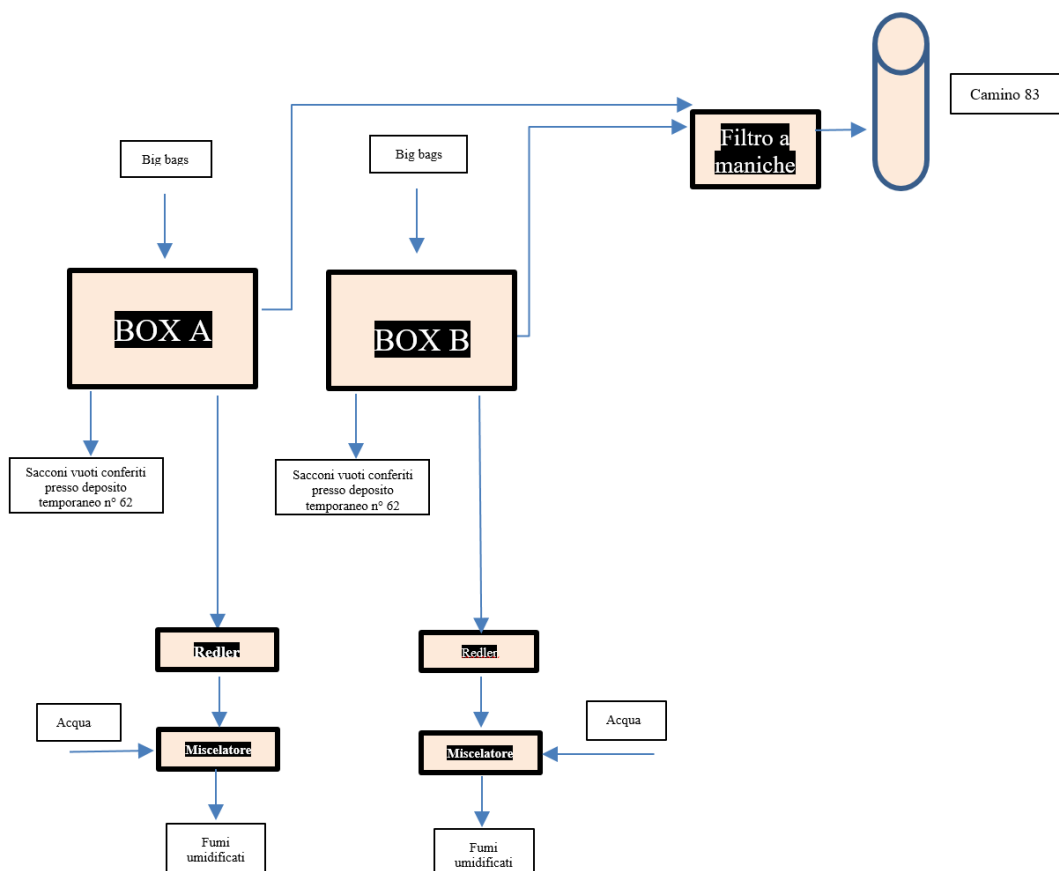 Camino 83
Filtro a
maniche
Big bags
Big bags
BOX A
BOX B
Sacconi vuoti conferiti
presso deposito
temporaneo n° 62
Sacconi vuoti conferiti
presso deposito
temporaneo n° 62
Redler
Redler
Acqua
Acqua
Miscelatore
Miscelatore
Fumi
umidificati
Fumi
umidificati